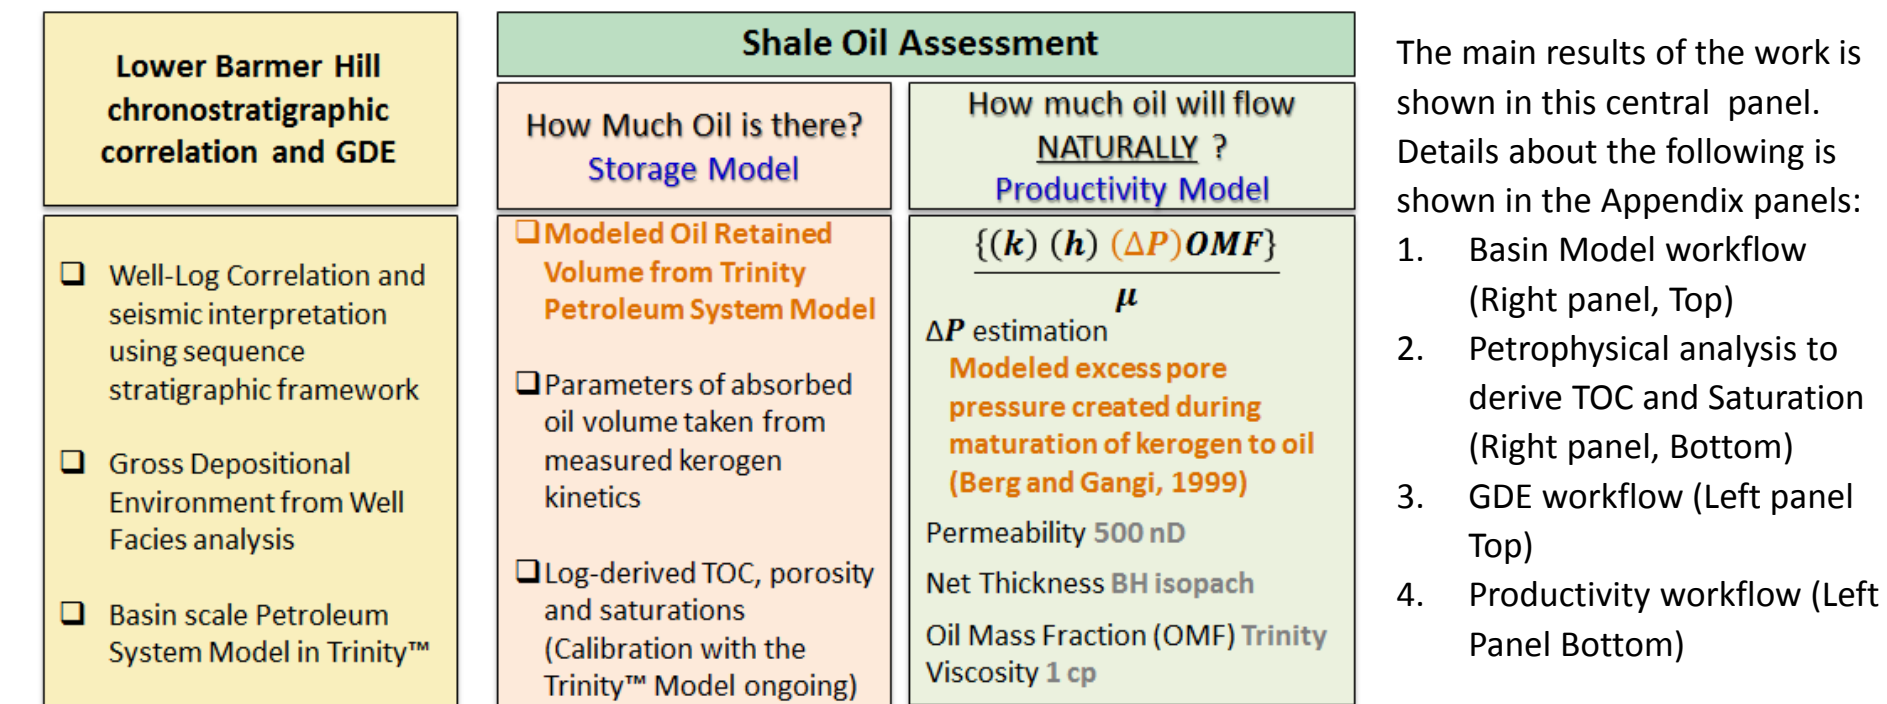 Lower Barmer Hill
chronostratigraphic
correlation and GDE
❑ Well-Log Correlation and
seismic interpretation
using sequence
stratigraphic framework
❑ Gross Depositional
Environment from Well
Facies analysis
❑ Basin scale Petroleum
System Model in Trinity™
Shale Oil Assessment
How Much Oil is there?
Storage Model
❑Modeled Oil Retained
Volume from Trinity
Petroleum System Model
❑Parameters of absorbed
oil volume taken from
measured kerogen
kinetics
❑Log-derived TOC, porosity
and saturations
(Calibration with the
Trinity™ Model ongoing)
How much oil will flow
NATURALLY ?
Productivity Model
{(k) (h) (ΔP)OMF}
μ
ΔP estimation
Modeled excess pore
pressure created during
maturation of kerogen to oil
(Berg and Gangi, 1999)
Permeability 500 nD
Net Thickness BH isopach
Oil Mass Fraction (OMF) Trinity
Viscosity 1 cp
The main results of the work is
shown in this central panel.
Details about the following is
shown in the Appendix panels:
1. Basin Model workflow
(Right panel, Top)
2. Petrophysical analysis to
derive TOC and Saturation
(Right panel, Bottom)
3. GDE workflow (Left panel
Top)
4. Productivity workflow (Left
Panel Bottom)